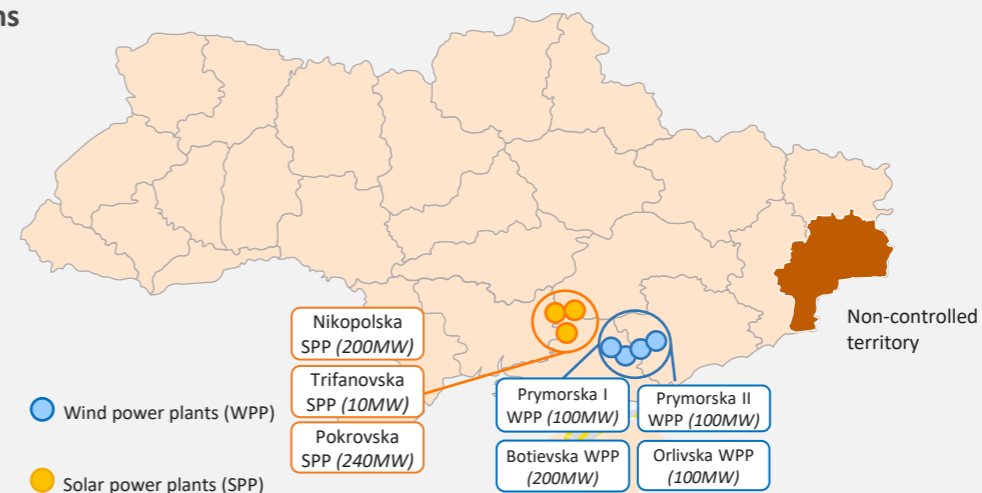 Nikopolska
SPP (200MW)
Trifanovska
SPP (10MW)
Pokrovska
SPP (240MW)
Prymorska I
WPP (100MW)
Prymorska II
WPP (100MW)
Botievska WPP
(200MW)
Orlivska WPP
(100MW)
Non-controlled
territory
Wind power plants (WPP)
Solar power plants (SPP)